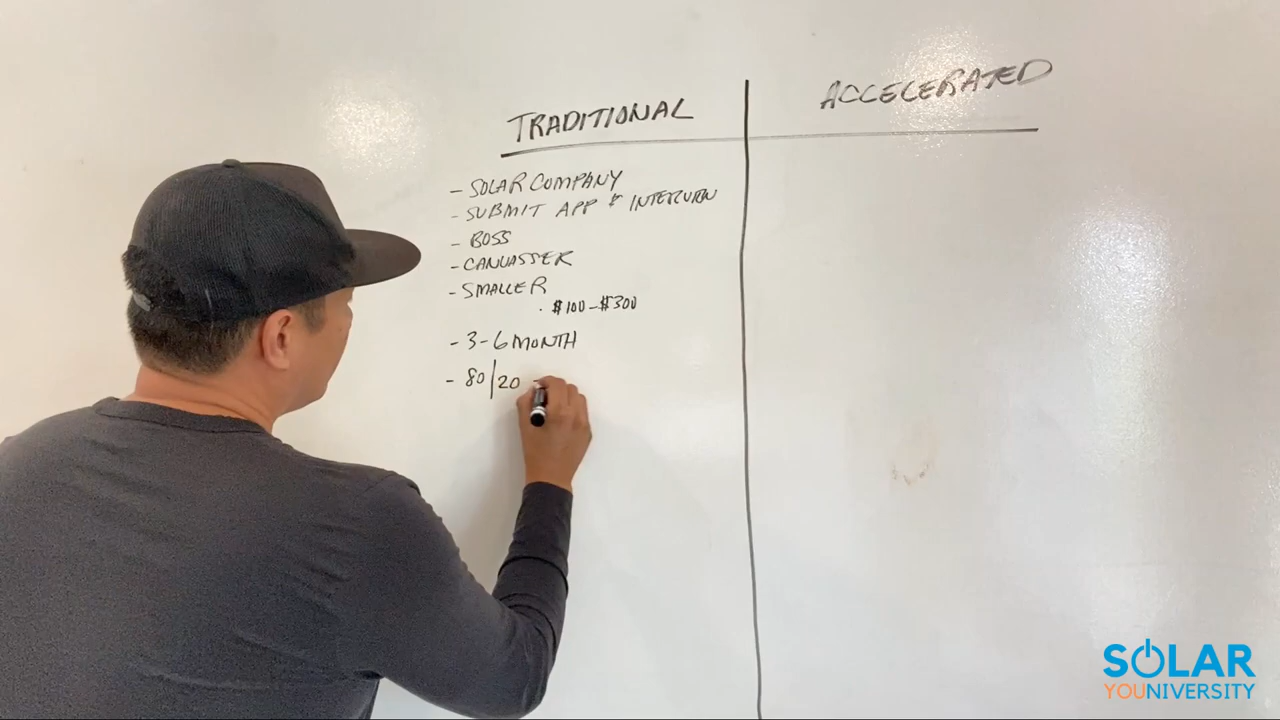 TRADITIONAL
ACCELERATED
- SOLAR COMPANY
- SUBMIT APP & INTERVIEW
- BOSS
- CANVASSER
- SMALLER
. $100 - $300
- 3-6 MONTH
- 80/20 -
SOLAR
YOUNIVERSITY